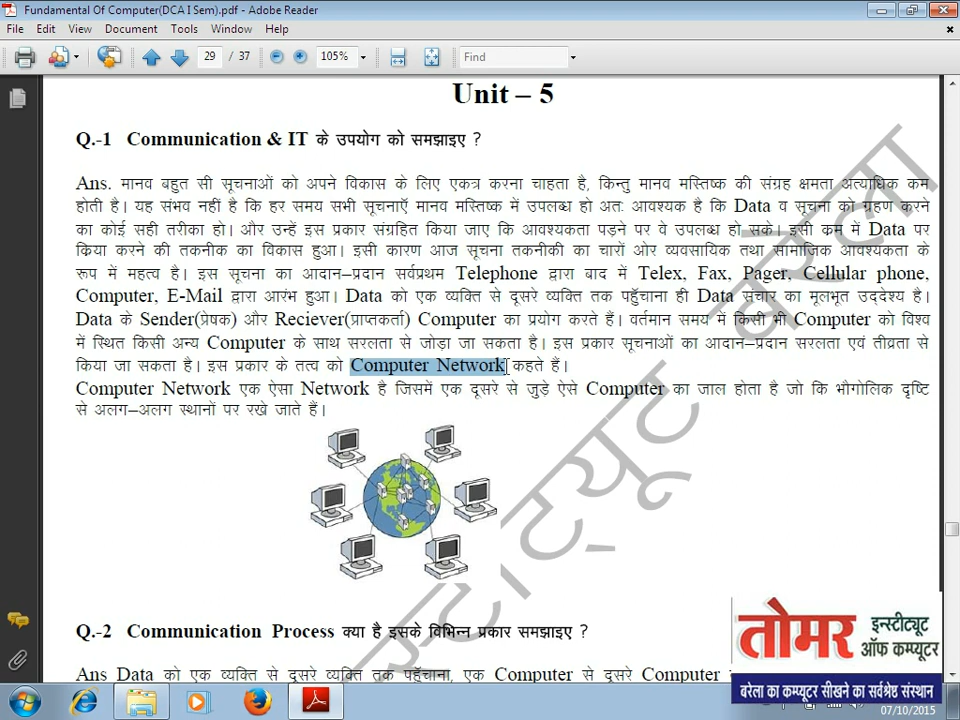 Fundamental Of Computer(DCA I Sem).pdf - Adobe Reader
File Edit View Document Tools Window Help
29 / 37 105% Find
Unit – 5
Q.-1 Communication & IT के उपयोग को समझाइए ?
Ans. मानव बहुत सी सूचनाओं को अपने विकास के लिए एकत्र करना चाहता है, किन्तु मानव मस्तिष्क की संग्रह क्षमता अत्याधिक कम
होती है। यह संभव नहीं है कि हर समय सभी सूचनाऍं मानव मस्तिष्क में उपलब्ध हो अतः आवश्यक है कि Data व सूचना को ग्रहण करने
का कोई सही तरीका हो। और उन्हें इस प्रकार संग्रहित किया जाए कि आवश्यकता पड़ने पर वे उपलब्ध हो सके। इसी कम में Data पर
किया करने की तकनीक का विकास हुआ। इसी कारण आज सूचना तकनीकी का चारों ओर व्यवसायिक तथा सामाजिक आवश्यकता के
रूप में महत्व है। इस सूचना का आदान–प्रदान सर्वप्रथम Telephone द्वारा बाद में Telex, Fax, Pager, Cellular phone,
Computer, E-Mail द्वारा आरंभ हुआ। Data को एक व्यक्ति से दूसरे व्यक्ति तक पहुॅंचाना ही Data संचार का मूलभूत उद्देश्य है।
Data के Sender(प्रेषक) और Reciever(प्राप्तकर्ता) Computer का प्रयोग करते हैं। वर्तमान समय में किसी भी Computer को विश्व
में स्थित किसी अन्य Computer के साथ सरलता से जोड़ा जा सकता है। इस प्रकार सूचनाओं का आदान–प्रदान सरलता एवं तीव्रता से
किया जा सकता है। इस प्रकार के तत्व को Computer Network कहते हैं।
Computer Network एक ऐसा Network है जिसमें एक दूसरे से जुड़े ऐसे Computer का जाल होता है जो कि भौगोलिक दृष्टि
से अलग–अलग स्थानों पर रखे जाते हैं।
Q.-2 Communication Process क्या है इसके विभिन्न प्रकार समझाइए ?
Ans Data को एक व्यक्ति से दूसरे व्यक्ति तक पहॅुंचाना, एक Computer से दूसरे Computer
तोमर इन्स्टीट्यूट
ऑफ कम्प्यूटर
बरेला का कम्प्यूटर सीखने का सर्वश्रेष्ठ संस्थान
07/10/2015